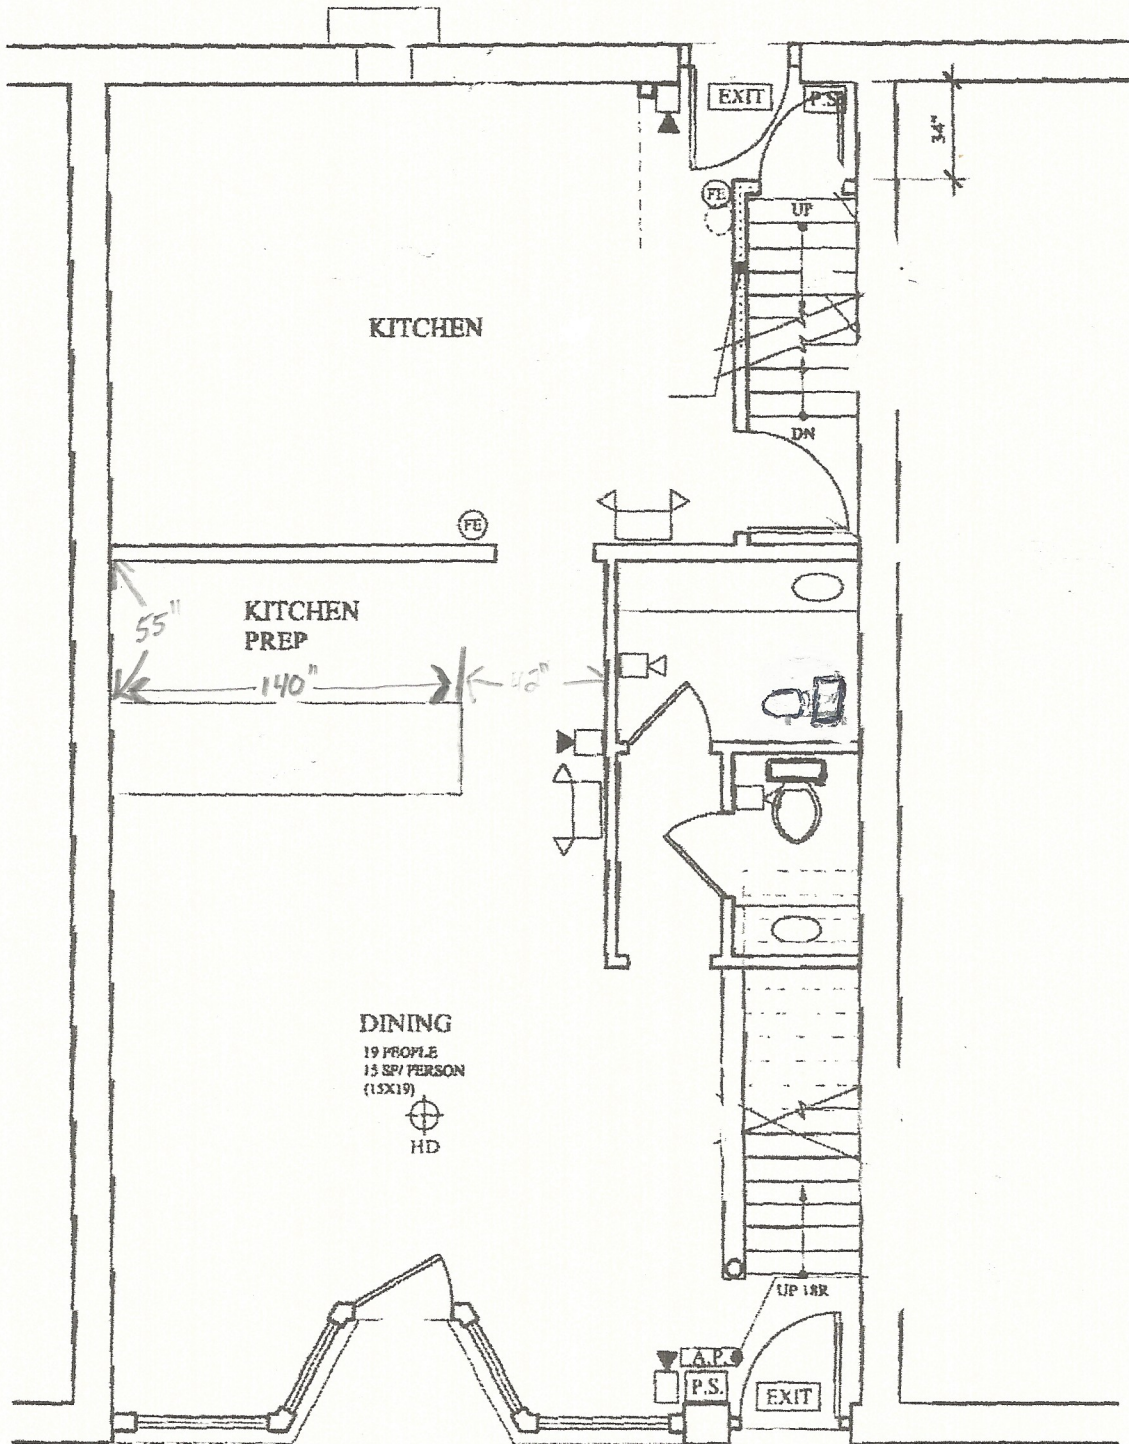 EXIT
P.S.
34"
FE
UP
KITCHEN
DN
FE
55"
KITCHEN
PREP
140"
42"
DINING
19 PEOPLE
15 SF/ PERSON
(15X19)
HD
UP 18R
A.P.
P.S.
EXIT